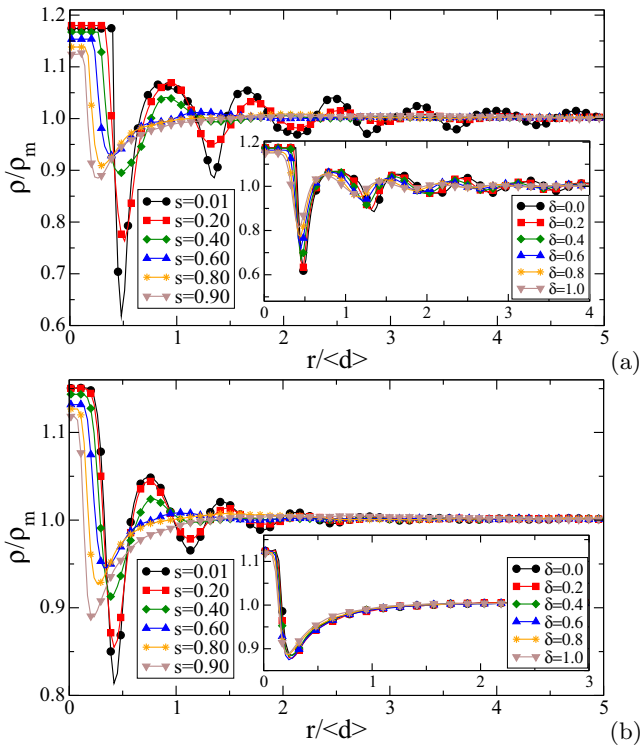 1.2
1.1
1.0
0.9
0.8
0.7
0.6
ρ/ρm
s=0.01
s=0.20
s=0.40
s=0.60
s=0.80
s=0.90
1.2
1.0
0.8
0.6
δ=0.0
δ=0.2
δ=0.4
δ=0.6
δ=0.8
δ=1.0
0 1 2 3 4
0 1 2 3 4 5
r/<d>
(a)
1.1
1.0
0.9
0.8
ρ/ρm
s=0.01
s=0.20
s=0.40
s=0.60
s=0.80
s=0.90
1.1
1.0
0.9
δ=0.0
δ=0.2
δ=0.4
δ=0.6
δ=0.8
δ=1.0
0 1 2 3
0 1 2 3 4 5
r/<d>
(b)